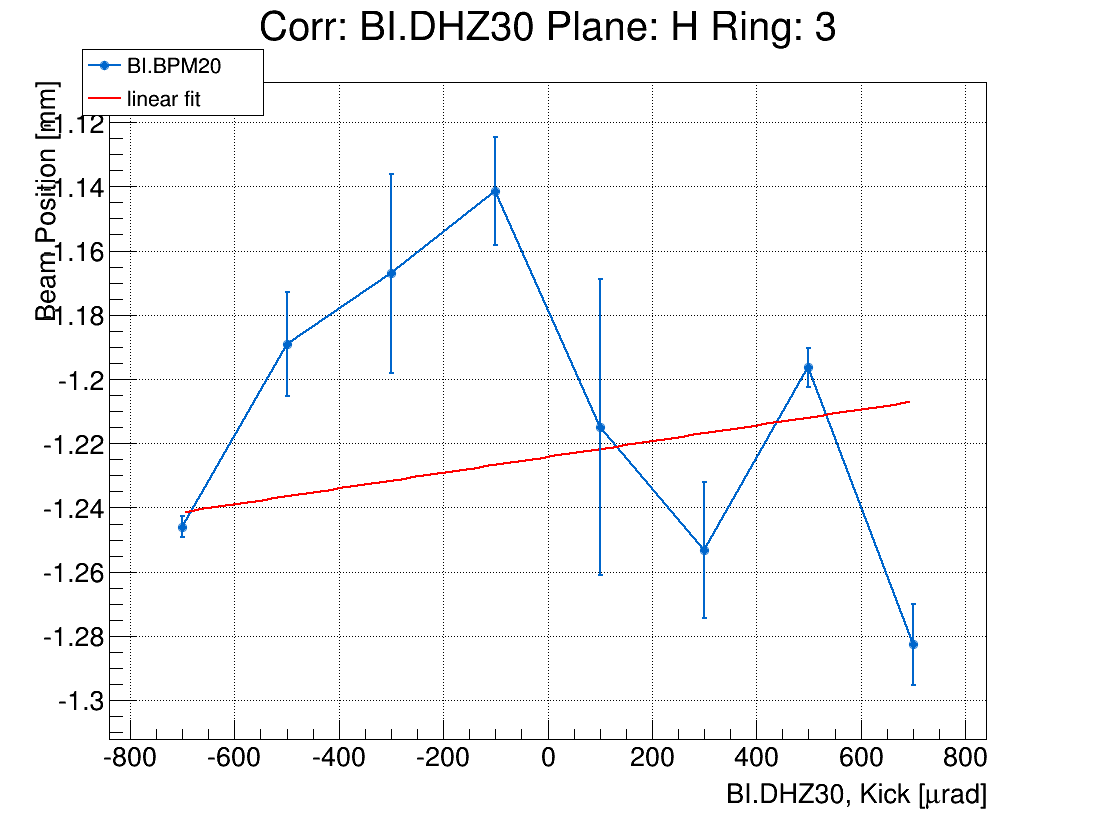 Corr: BI.DHZ30 Plane: H Ring: 3
BI.BPM20
linear fit
Beam Position [mm]
-1.12
-1.14
-1.16
-1.18
-1.2
-1.22
-1.24
-1.26
-1.28
-1.3
-800 -600 -400 -200 0 200 400 600 800
BI.DHZ30, Kick [μrad]